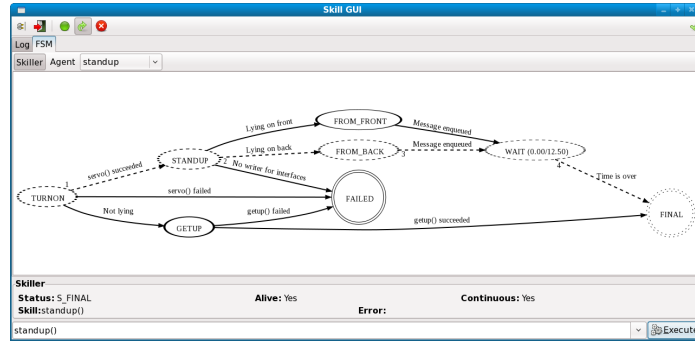 Skill GUI
Log FSM
Skiller Agent standup
Lying on front
FROM_FRONT
Message enqueued
STANDUP
Lying on back
FROM_BACK
Message enqueued
WAIT (0.00/12.50)
servo() succeeded
1
2
3
4
No writer for interfaces
Time is over
TURNON
servo() failed
FAILED
Not lying
getup() failed
GETUP
getup() succeeded
FINAL
Skiller
Status: S_FINAL Alive: Yes Continuous: Yes
Skill:standup() Error:
standup() Execute